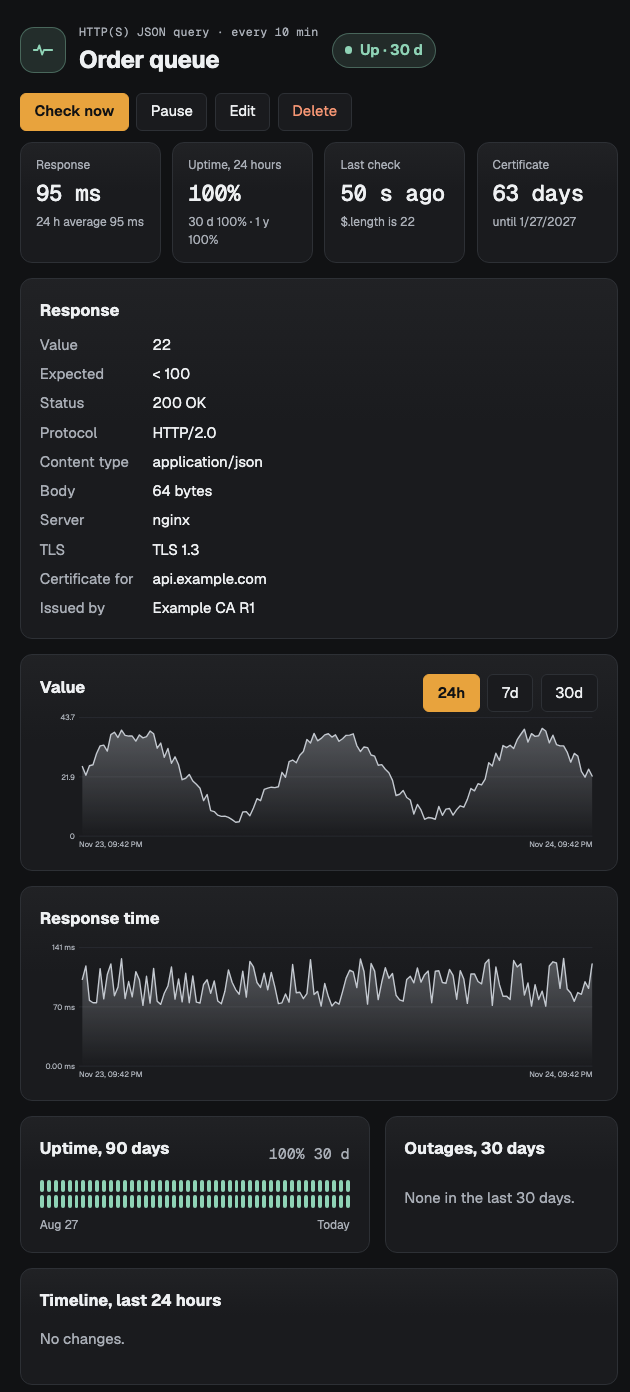 HTTP(S) JSON query · every 10 min
Order queue
Up · 30 d
Check now
Pause
Edit
Delete
Response
95 ms
24 h average 95 ms
Uptime, 24 hours
100%
30 d 100% · 1 y
100%
Last check
50 s ago
$.length is 22
Certificate
63 days
until 1/27/2027
Response
Value 22
Expected < 100
Status 200 OK
Protocol HTTP/2.0
Content type application/json
Body 64 bytes
Server nginx
TLS TLS 1.3
Certificate for api.example.com
Issued by Example CA R1
Value
24h
7d
30d
43.7
21.9
0
Nov 23, 09:42 PM
Nov 24, 09:42 PM
Response time
141 ms
70 ms
0.00 ms
Nov 23, 09:42 PM
Nov 24, 09:42 PM
Uptime, 90 days
100% 30 d
Aug 27
Today
Outages, 30 days
None in the last 30 days.
Timeline, last 24 hours
No changes.